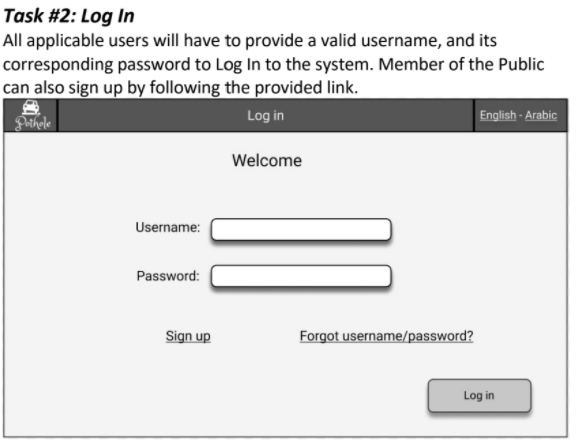 Task #2: Log In
All applicable users will have to provide a valid username, and its
corresponding password to Log In to the system. Member of the Public
can also sign up by following the provided link.
Pothole
Log in
English - Arabic
Welcome
Username:
Password:
Sign up
Forgot username/password?
Log in